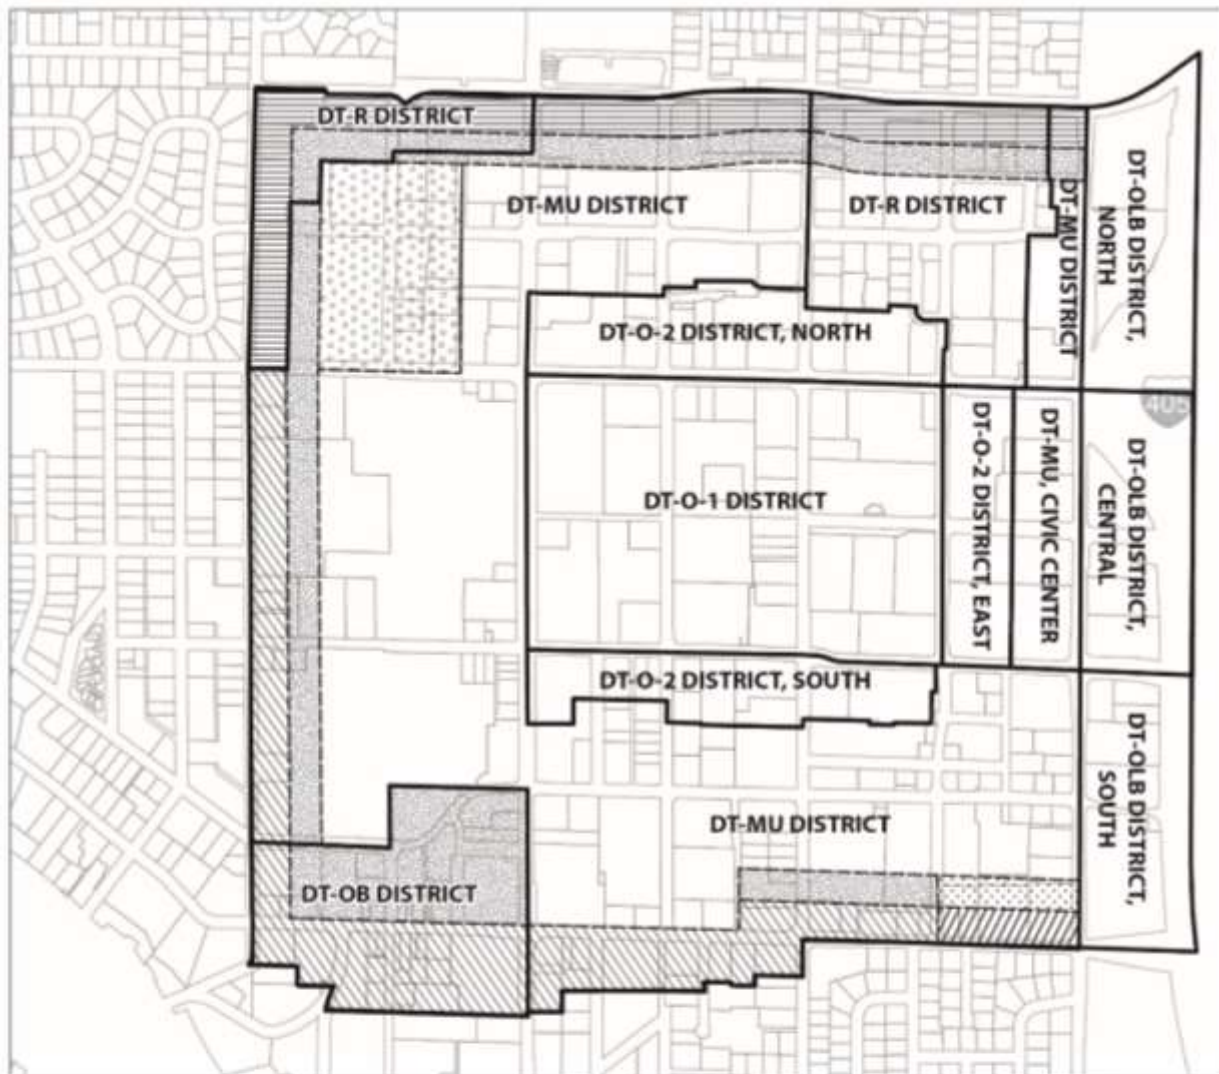 DT-R DISTRICT
DT-MU DISTRICT
DT-R DISTRICT
DT-MU DISTRICT
DT-OLB DISTRICT,
NORTH
DT-O-2 DISTRICT, NORTH
405
DT-O-1 DISTRICT
DT-O-2 DISTRICT, EAST
DT-MU, CIVIC CENTER
DT-OLB DISTRICT,
CENTRAL
DT-O-2 DISTRICT, SOUTH
DT-MU DISTRICT
DT-OLB DISTRICT,
SOUTH
DT-OB DISTRICT